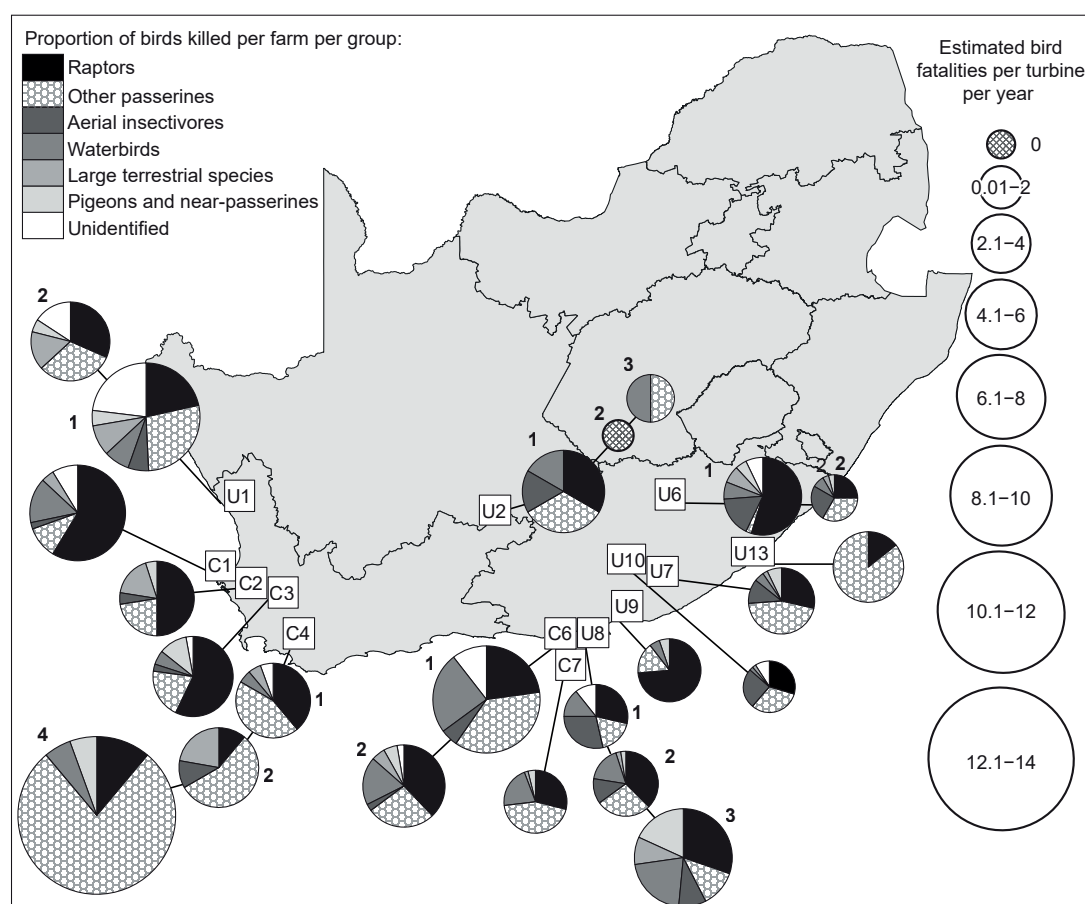 Proportion of birds killed per farm per group:
Raptors
Other passerines
Aerial insectivores
Waterbirds
Large terrestrial species
Pigeons and near-passerines
Unidentified
Estimated bird
fatalities per turbine
per year
0
0.01−2
2.1−4
4.1−6
6.1−8
8.1−10
10.1−12
12.1−14
2
1
3
2
1
1
2
U1
U2
U6
U13
U10
U7
U9
C1
C2
C3
C4
C6
U8
C7
1
4
2
1
2
1
2
3